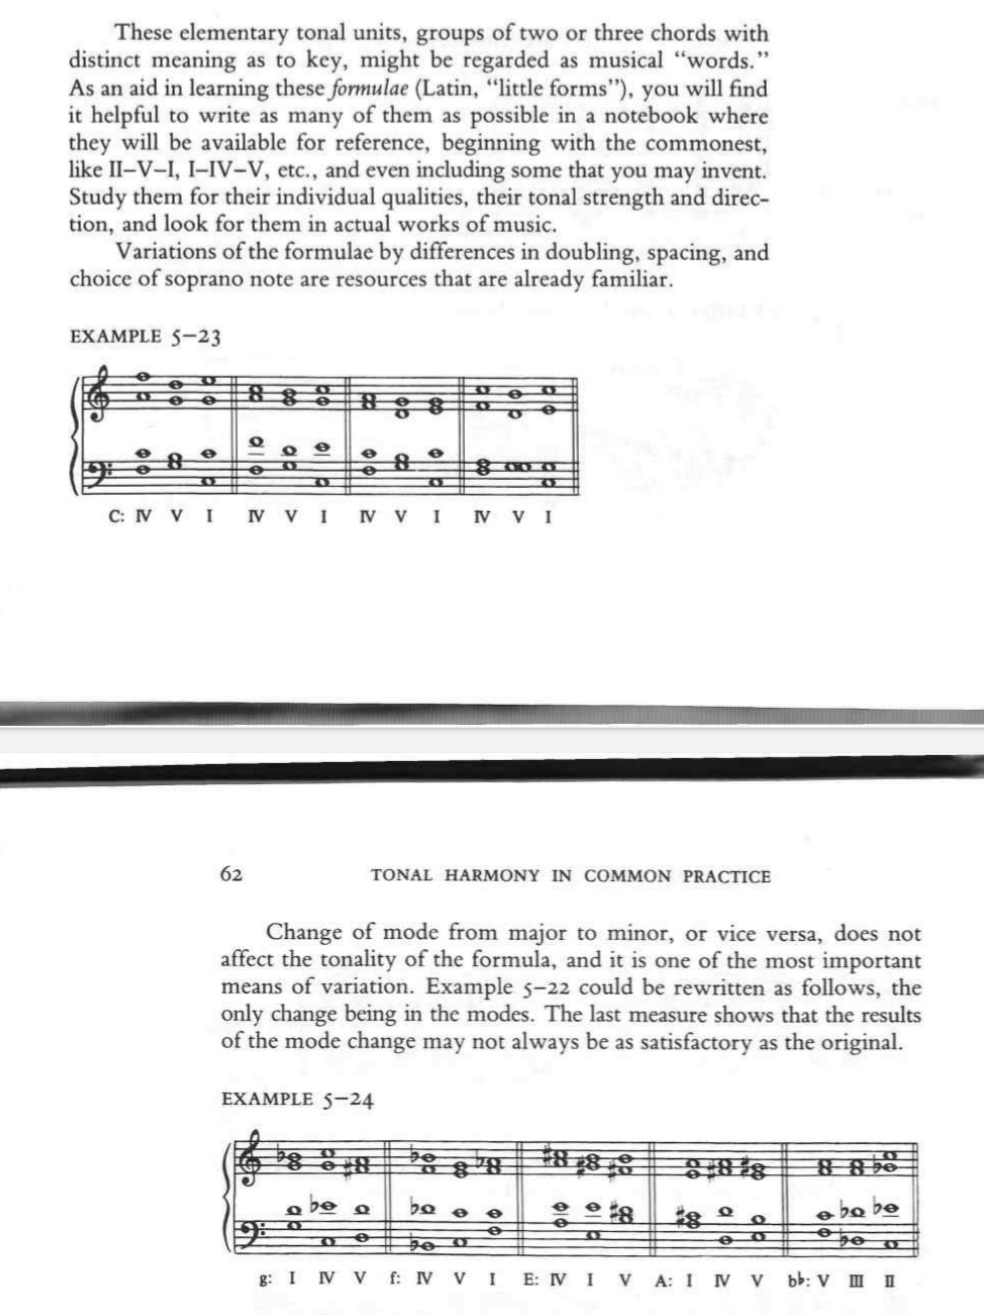 These elementary tonal units, groups of two or three chords with
distinct meaning as to key, might be regarded as musical “words.”
As an aid in learning these formulae (Latin, “little forms”), you will find
it helpful to write as many of them as possible in a notebook where
they will be available for reference, beginning with the commonest,
like II–V–I, I–IV–V, etc., and even including some that you may invent.
Study them for their individual qualities, their tonal strength and direc-
tion, and look for them in actual works of music.
Variations of the formulae by differences in doubling, spacing, and
choice of soprano note are resources that are already familiar.
EXAMPLE 5–23
C: IV V I IV V I IV V I IV V I
62 TONAL HARMONY IN COMMON PRACTICE
Change of mode from major to minor, or vice versa, does not
affect the tonality of the formula, and it is one of the most important
means of variation. Example 5–22 could be rewritten as follows, the
only change being in the modes. The last measure shows that the results
of the mode change may not always be as satisfactory as the original.
EXAMPLE 5–24
g: I IV V f: IV V I E: IV I V A: I IV V b♭: V III II